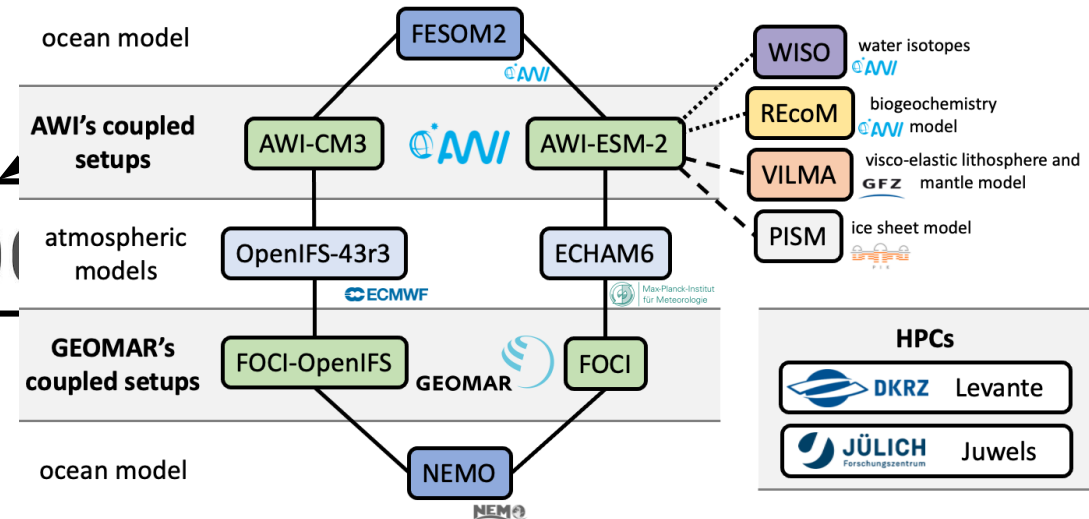 ocean model
FESOM2
AWI
WISO
water isotopes
AWI
REcoM
biogeochemistry
model
AWI
AWI's coupled
setups
AWI-CM3
AWI
AWI-ESM-2
VILMA
visco-elastic lithosphere and
mantle model
GFZ
PISM
ice sheet model
PIK
atmospheric
models
OpenIFS-43r3
ECMWF
ECHAM6
Max-Planck-Institut
für Meteorologie
GEOMAR's
coupled setups
FOCI-OpenIFS
GEOMAR
FOCI
HPCs
DKRZ
Levante
JÜLICH
Forschungszentrum
Juwels
ocean model
NEMO
NEMO